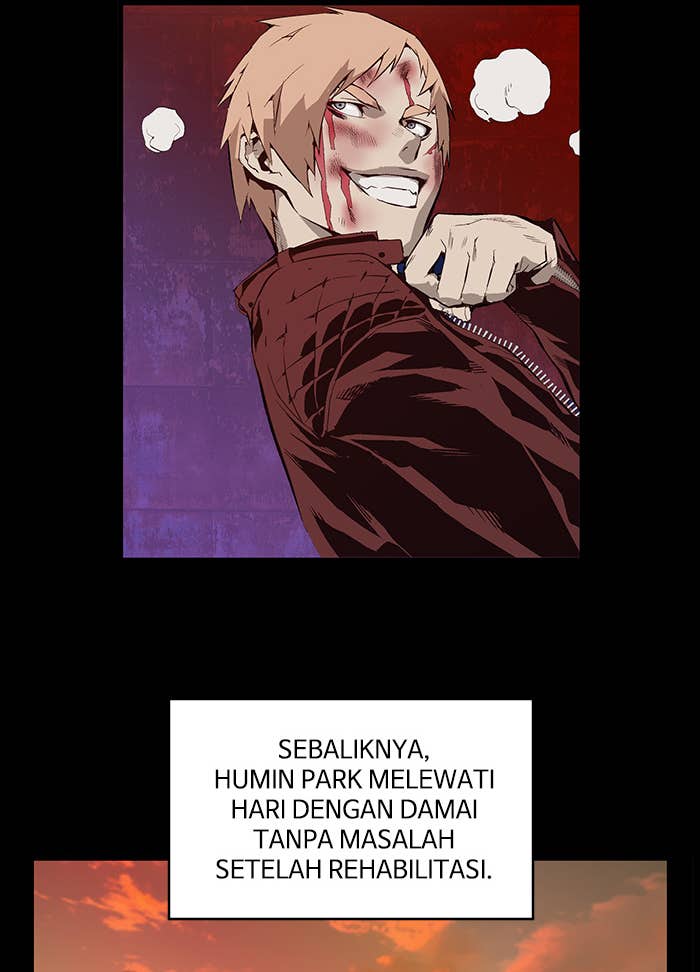 SEBALIKNYA,
HUMIN PARK MELEWATI
HARI DENGAN DAMAI
TANPA MASALAH
SETELAH REHABILITASI.